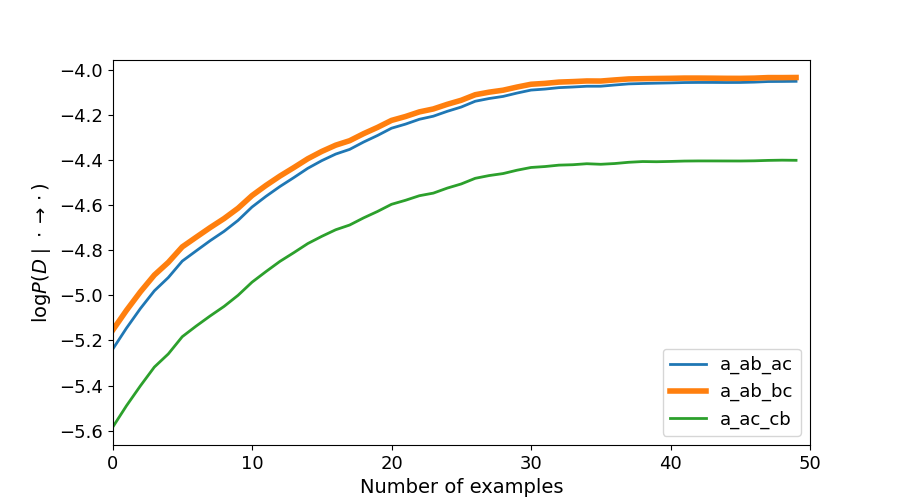 −4.0
−4.2
−4.4
−4.6
−4.8
−5.0
−5.2
−5.4
−5.6
logP(D | · → · )
0 10 20 30 40 50
Number of examples
a_ab_ac
a_ab_bc
a_ac_cb